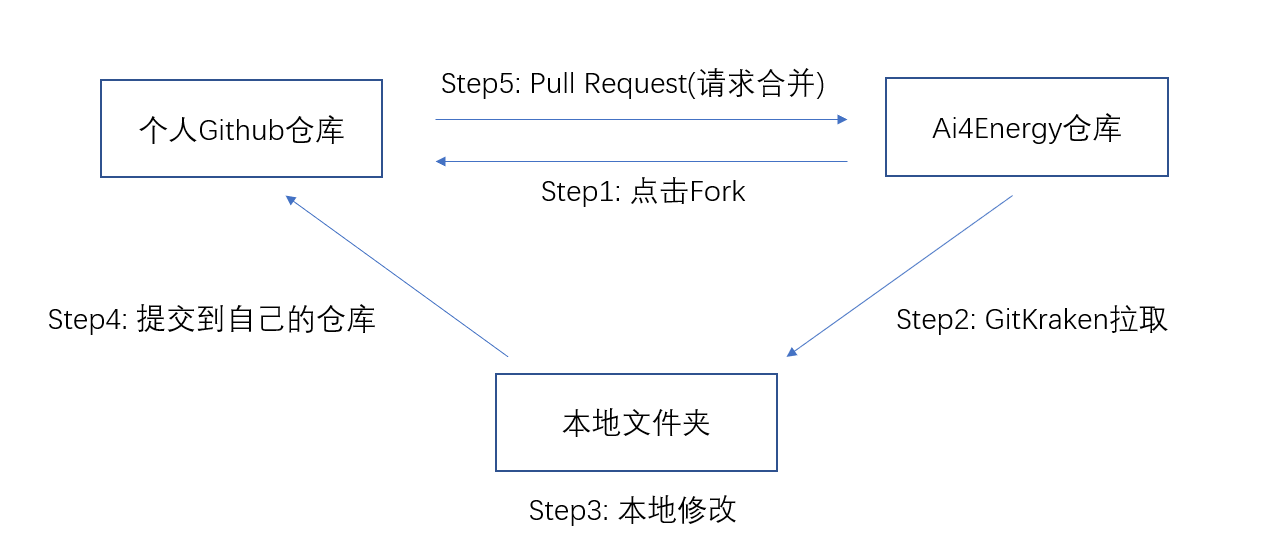 Step5: Pull Request(请求合并)
个人Github仓库
Ai4Energy仓库
Step1: 点击Fork
Step4: 提交到自己的仓库
Step2: GitKraken拉取
本地文件夹
Step3: 本地修改